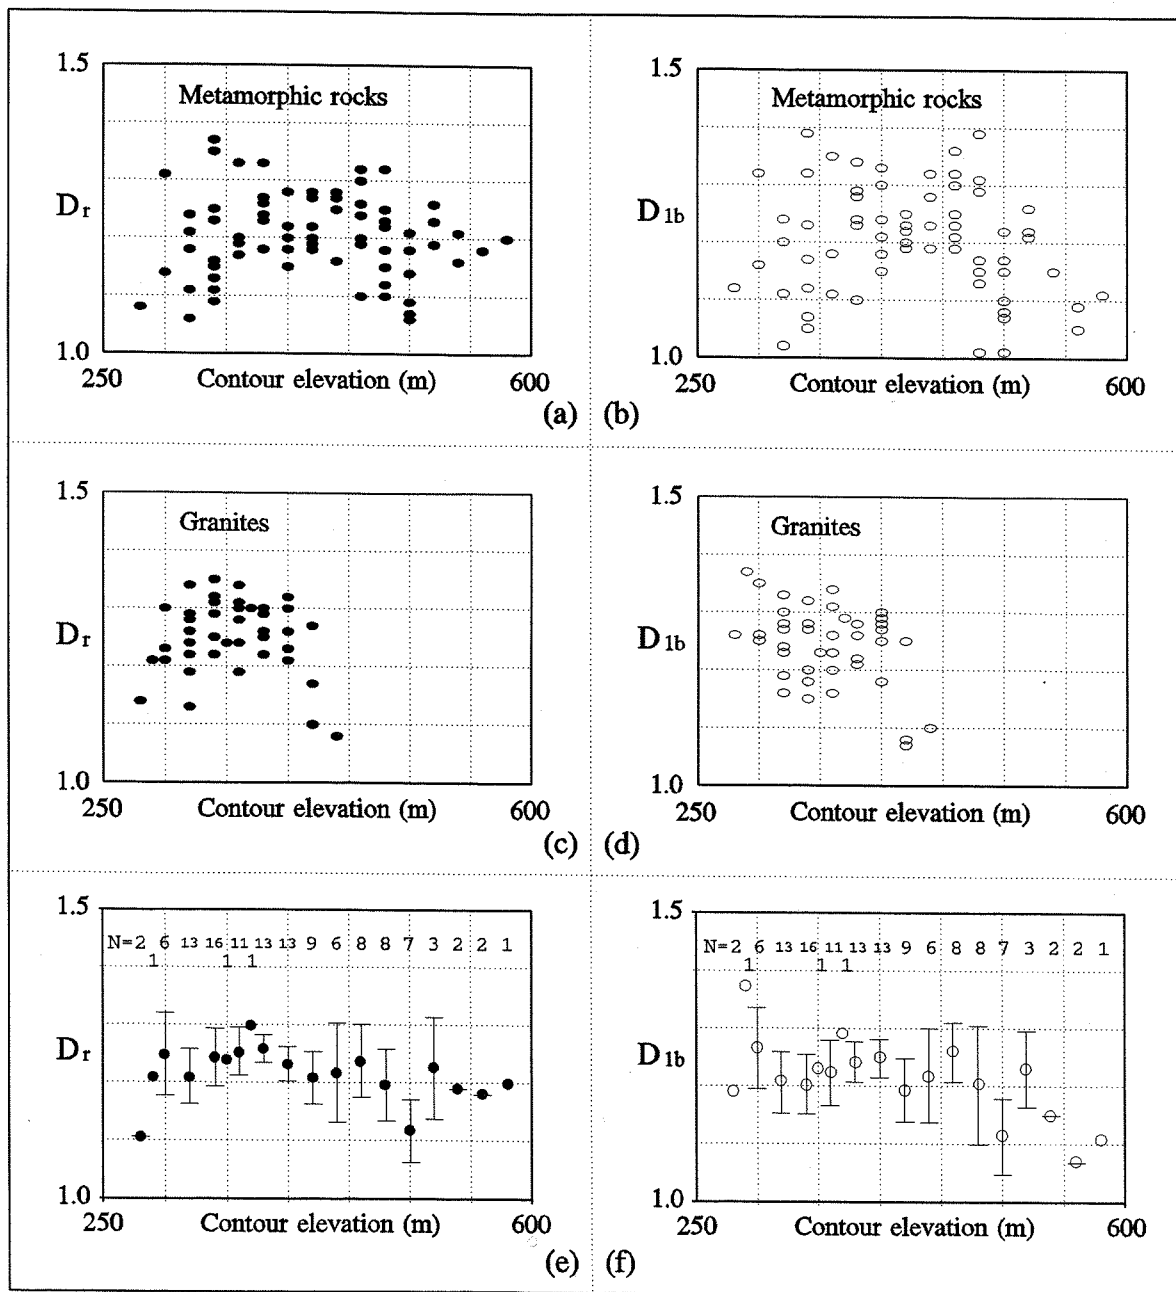 1.5
Metamorphic rocks
Dr
1.0
250 Contour elevation (m) 600
(a)
1.5
Metamorphic rocks
D1b
1.0
250 Contour elevation (m) 600
(b)
1.5
Granites
Dr
1.0
250 Contour elevation (m) 600
(c)
1.5
Granites
D1b
1.0
250 Contour elevation (m) 600
(d)
1.5
N=2 6 13 16 11 13 13 9 6 8 8 7 3 2 2 1
1 1 1
Dr
1.0
250 Contour elevation (m) 600
(e)
1.5
N=2 6 13 16 11 13 13 9 6 8 8 7 3 2 2 1
1 1 1
D1b
1.0
250 Contour elevation (m) 600
(f)